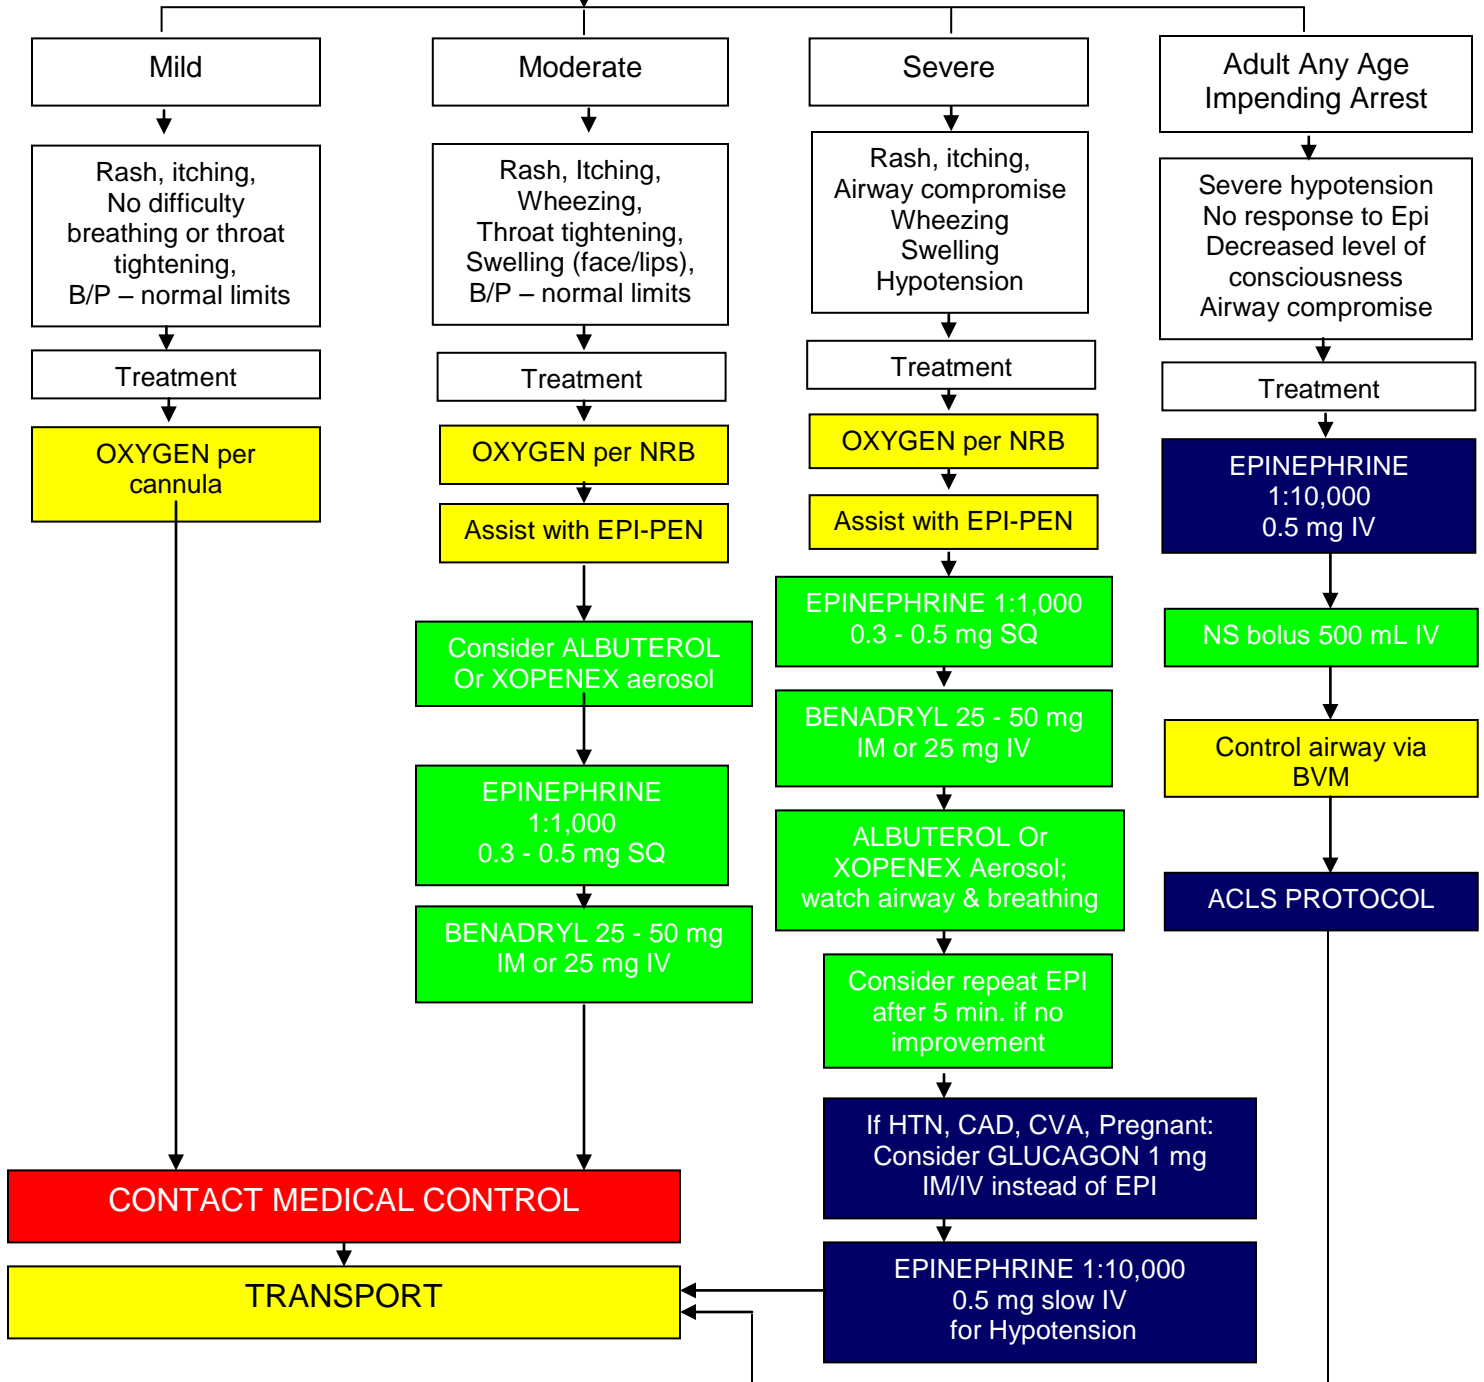 Mild
Rash, itching,
No difficulty
breathing or throat
tightening,
B/P – normal limits
Treatment
OXYGEN per
cannula
Moderate
Rash, Itching,
Wheezing,
Throat tightening,
Swelling (face/lips),
B/P – normal limits
Treatment
OXYGEN per NRB
Assist with EPI-PEN
Consider ALBUTEROL
Or XOPENEX aerosol
EPINEPHRINE
1:1,000
0.3 - 0.5 mg SQ
BENADRYL 25 - 50 mg
IM or 25 mg IV
CONTACT MEDICAL CONTROL
TRANSPORT
Severe
Rash, itching,
Airway compromise
Wheezing
Swelling
Hypotension
Treatment
OXYGEN per NRB
Assist with EPI-PEN
EPINEPHRINE 1:1,000
0.3 - 0.5 mg SQ
BENADRYL 25 - 50 mg
IM or 25 mg IV
ALBUTEROL Or
XOPENEX Aerosol;
watch airway & breathing
Consider repeat EPI
after 5 min. if no
improvement
If HTN, CAD, CVA, Pregnant:
Consider GLUCAGON 1 mg
IM/IV instead of EPI
EPINEPHRINE 1:10,000
0.5 mg slow IV
for Hypotension
Adult Any Age
Impending Arrest
Severe hypotension
No response to Epi
Decreased level of
consciousness
Airway compromise
Treatment
EPINEPHRINE
1:10,000
0.5 mg IV
NS bolus 500 mL IV
Control airway via
BVM
ACLS PROTOCOL